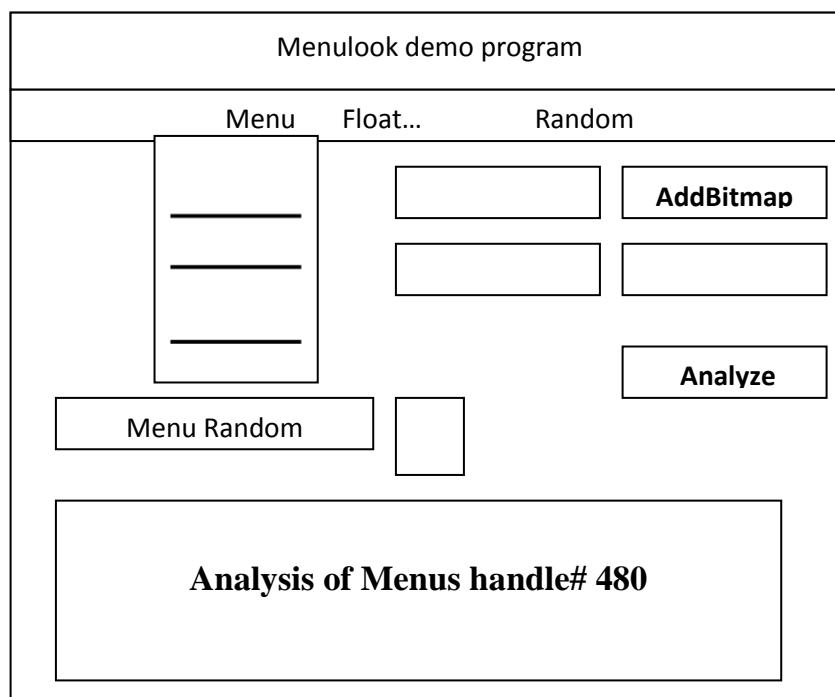 Menulook demo program
Menu Float... Random
AddBitmap
Analyze
Menu Random
Analysis of Menus handle# 480